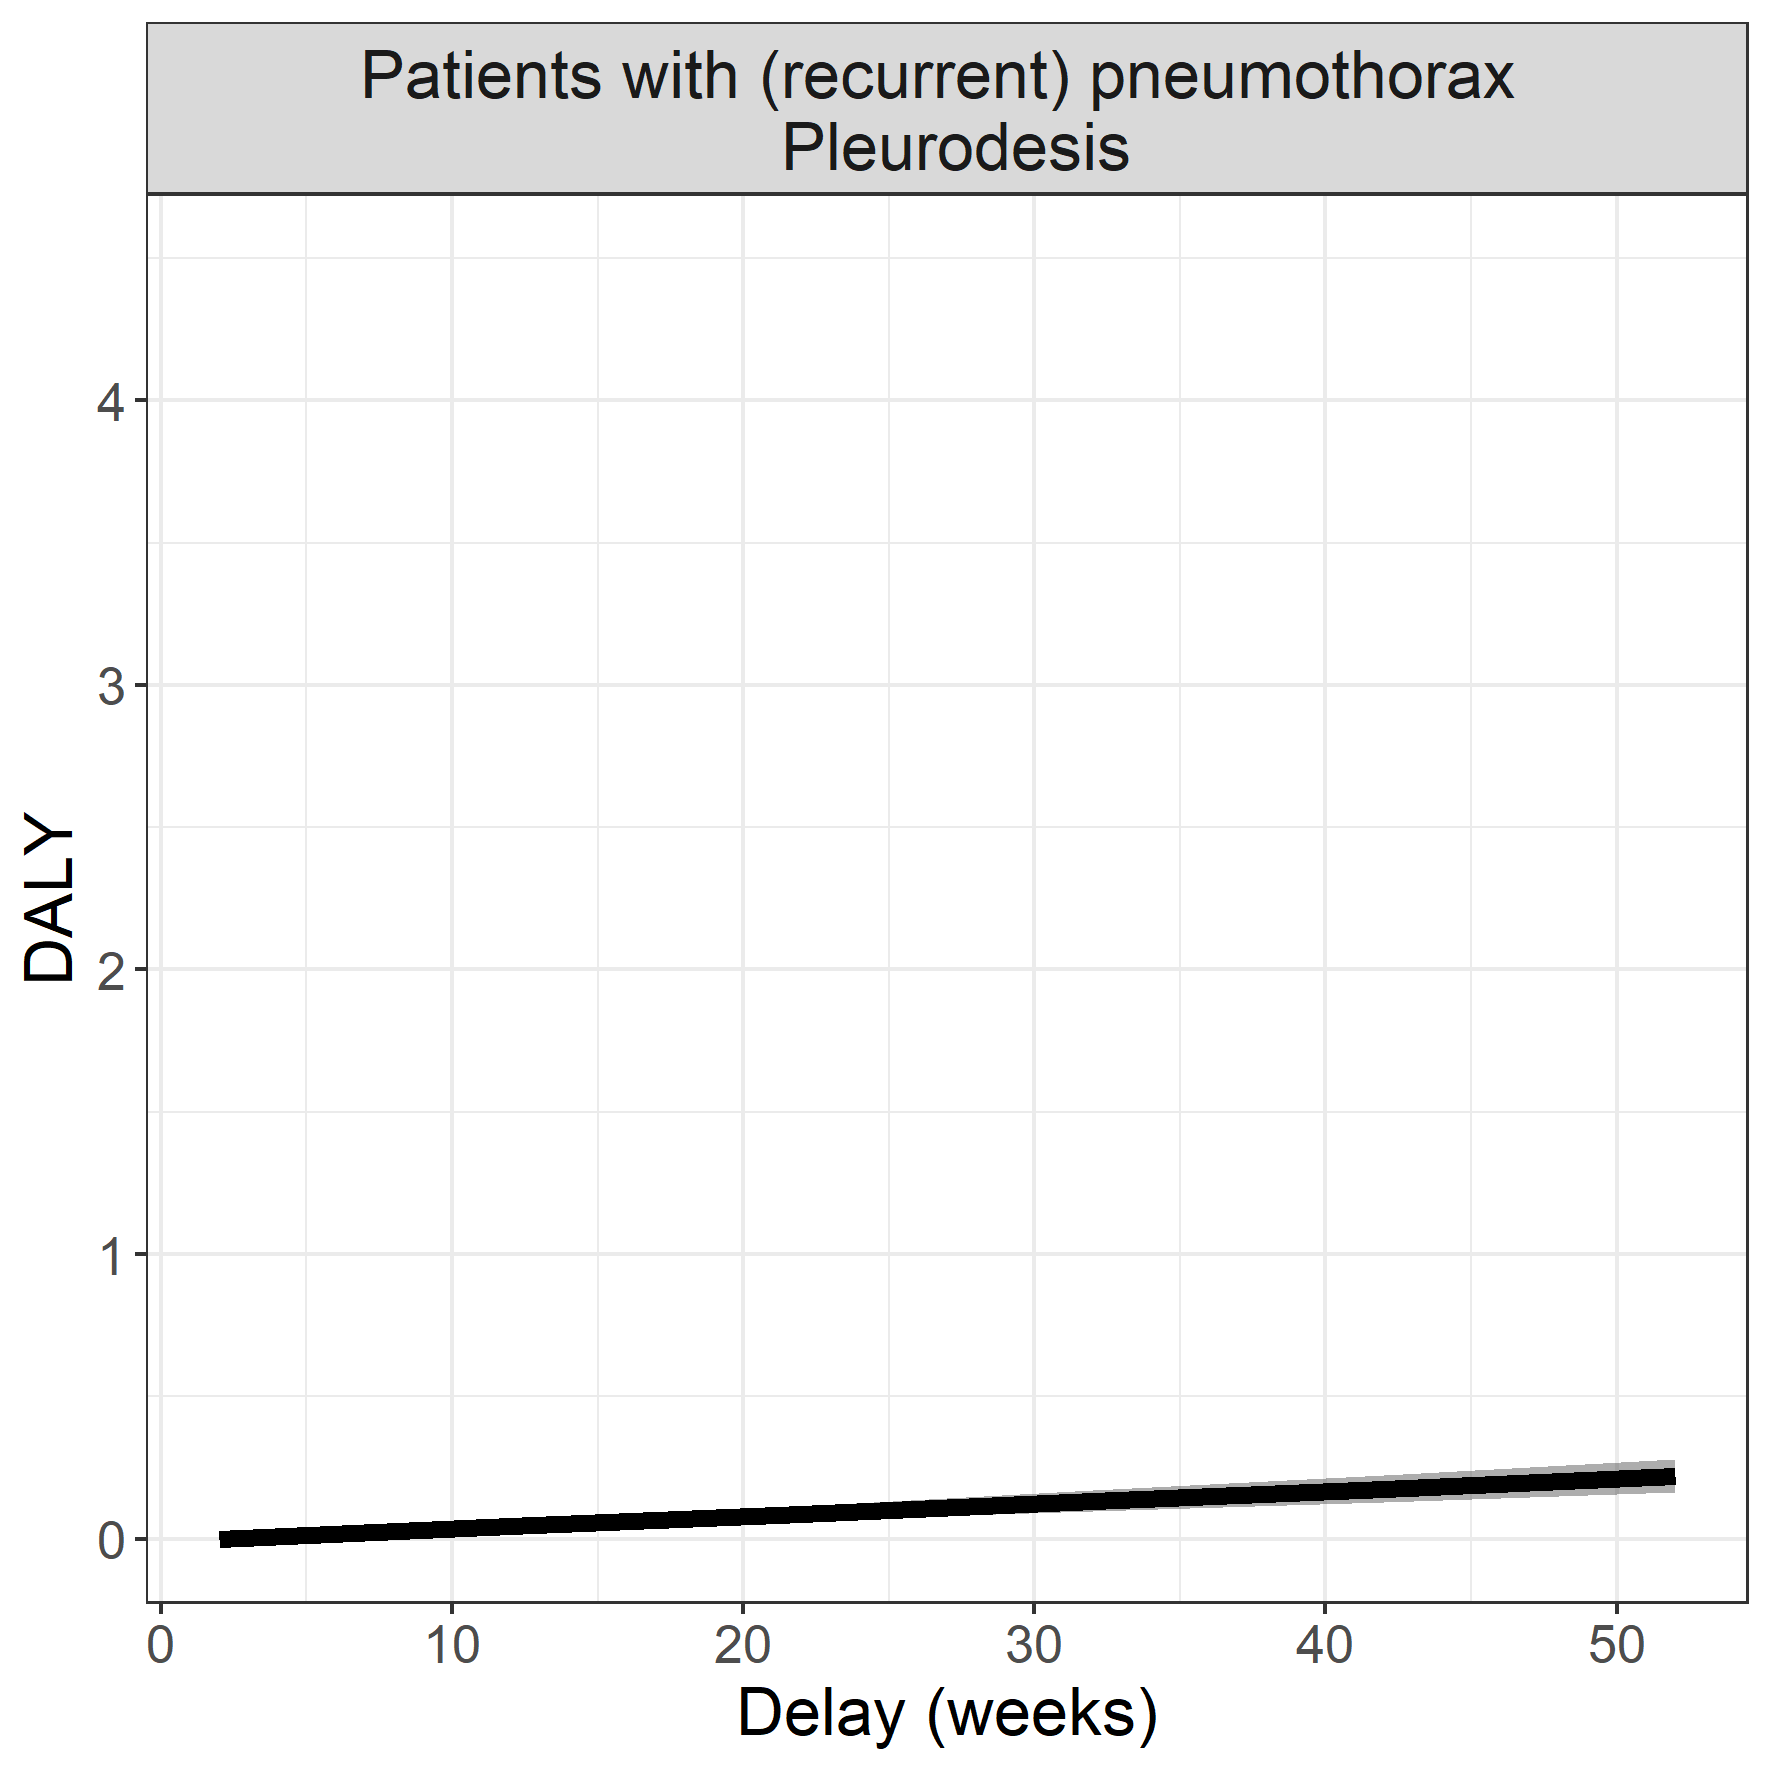 Patients with (recurrent) pneumothorax
Pleurodesis
DALY
4
3
2
1
0
0 10 20 30 40 50
Delay (weeks)